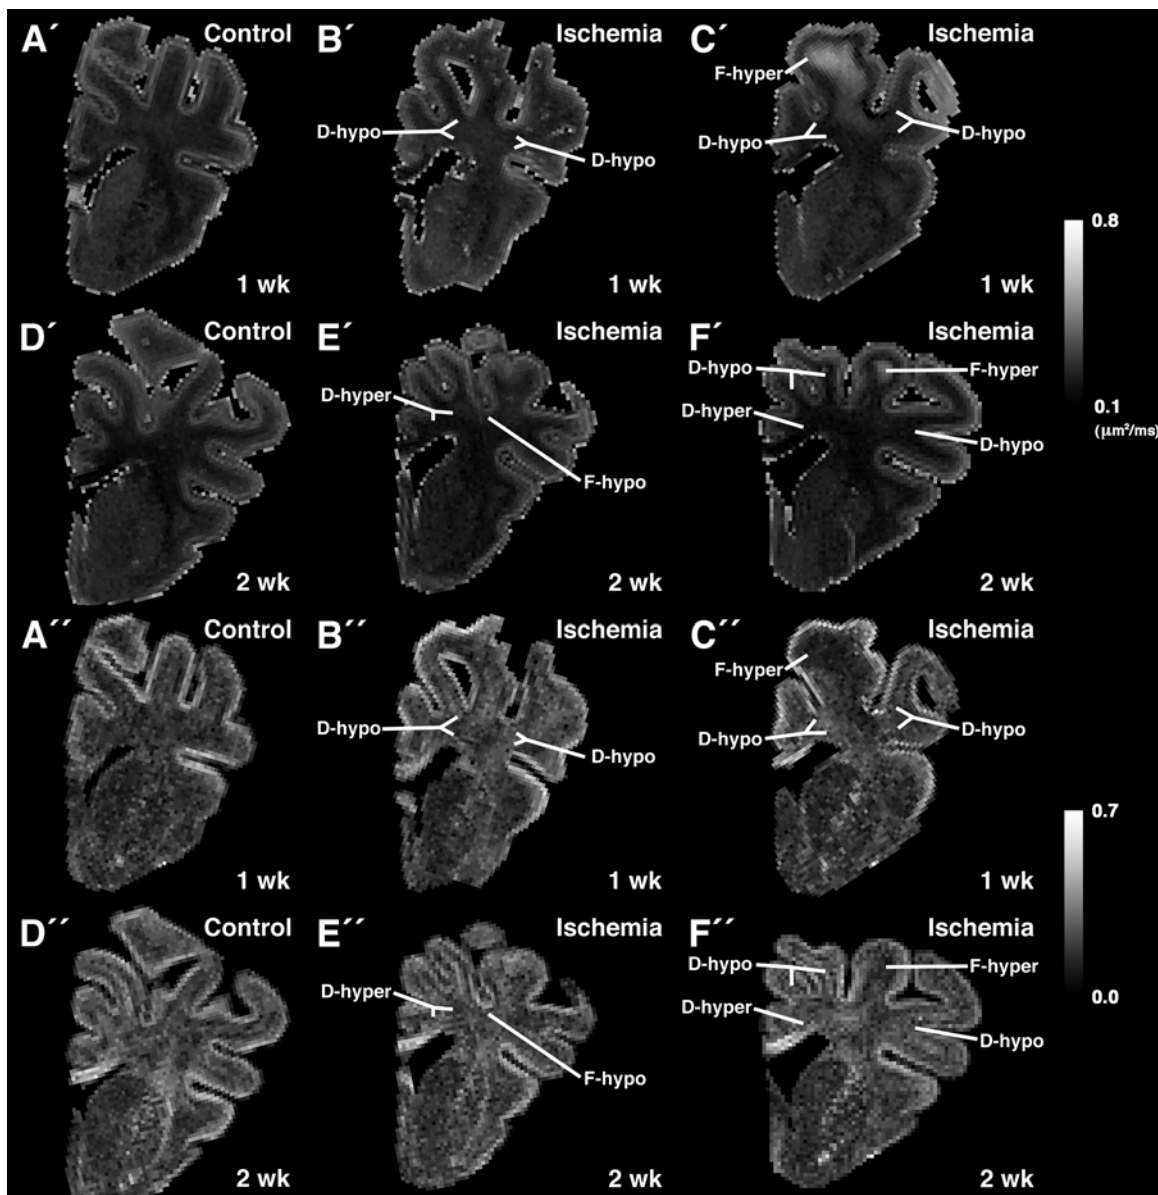 A´ Control B´ Ischemia C´ Ischemia
F-hyper
D-hypo D-hypo D-hypo
D-hypo
0.8
1 wk 1 wk 1 wk
D´ Control E´ Ischemia F´ Ischemia
D-hypo F-hyper
D-hyper D-hyper
0.1
(µm²/ms)
D-hypo
F-hypo
2 wk 2 wk 2 wk
A´´ Control B´´ Ischemia C´´ Ischemia
F-hyper
D-hypo D-hypo D-hypo
D-hypo
0.7
1 wk 1 wk 1 wk
D´´ Control E´´ Ischemia F´´ Ischemia
D-hypo F-hyper
D-hyper D-hyper
0.0
D-hypo
F-hypo
2 wk 2 wk 2 wk